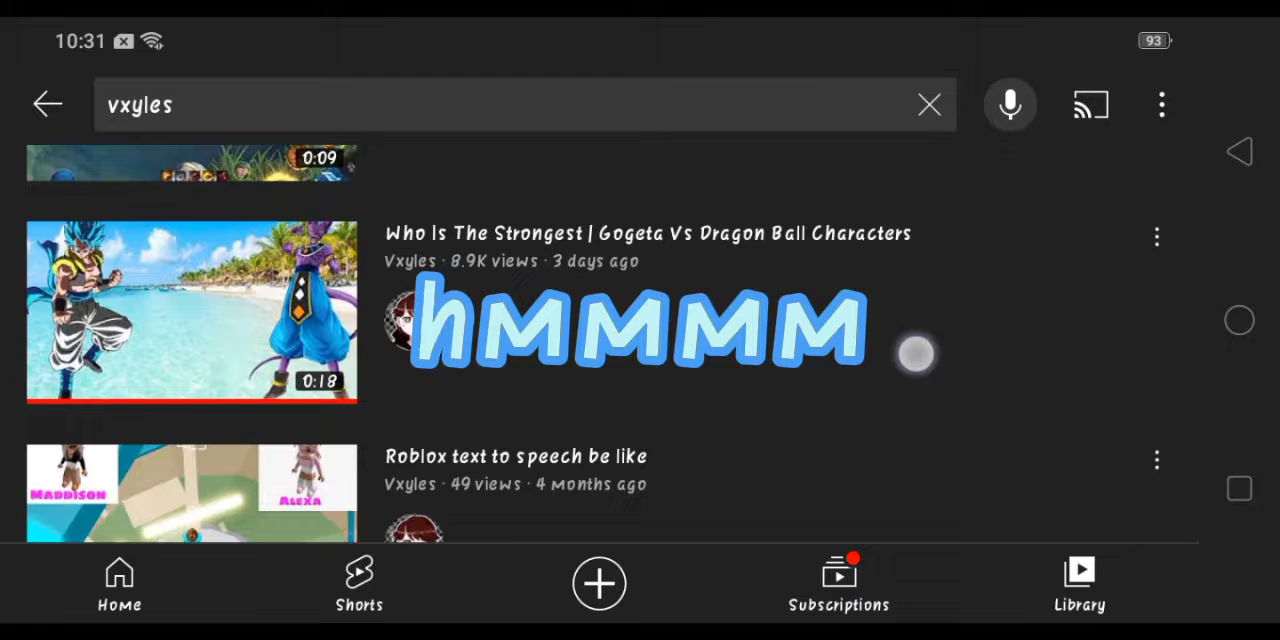 10:31
93
vxyles
0:09
Who Is The Strongest | Gogeta Vs Dragon Ball Characters
Vxyles · 8.9K views · 3 days ago
hmmmm
0:18
Roblox text to speech be like
Vxyles · 49 views · 4 months ago
MADDISON
ALEXA
Home
Shorts
Subscriptions
Library